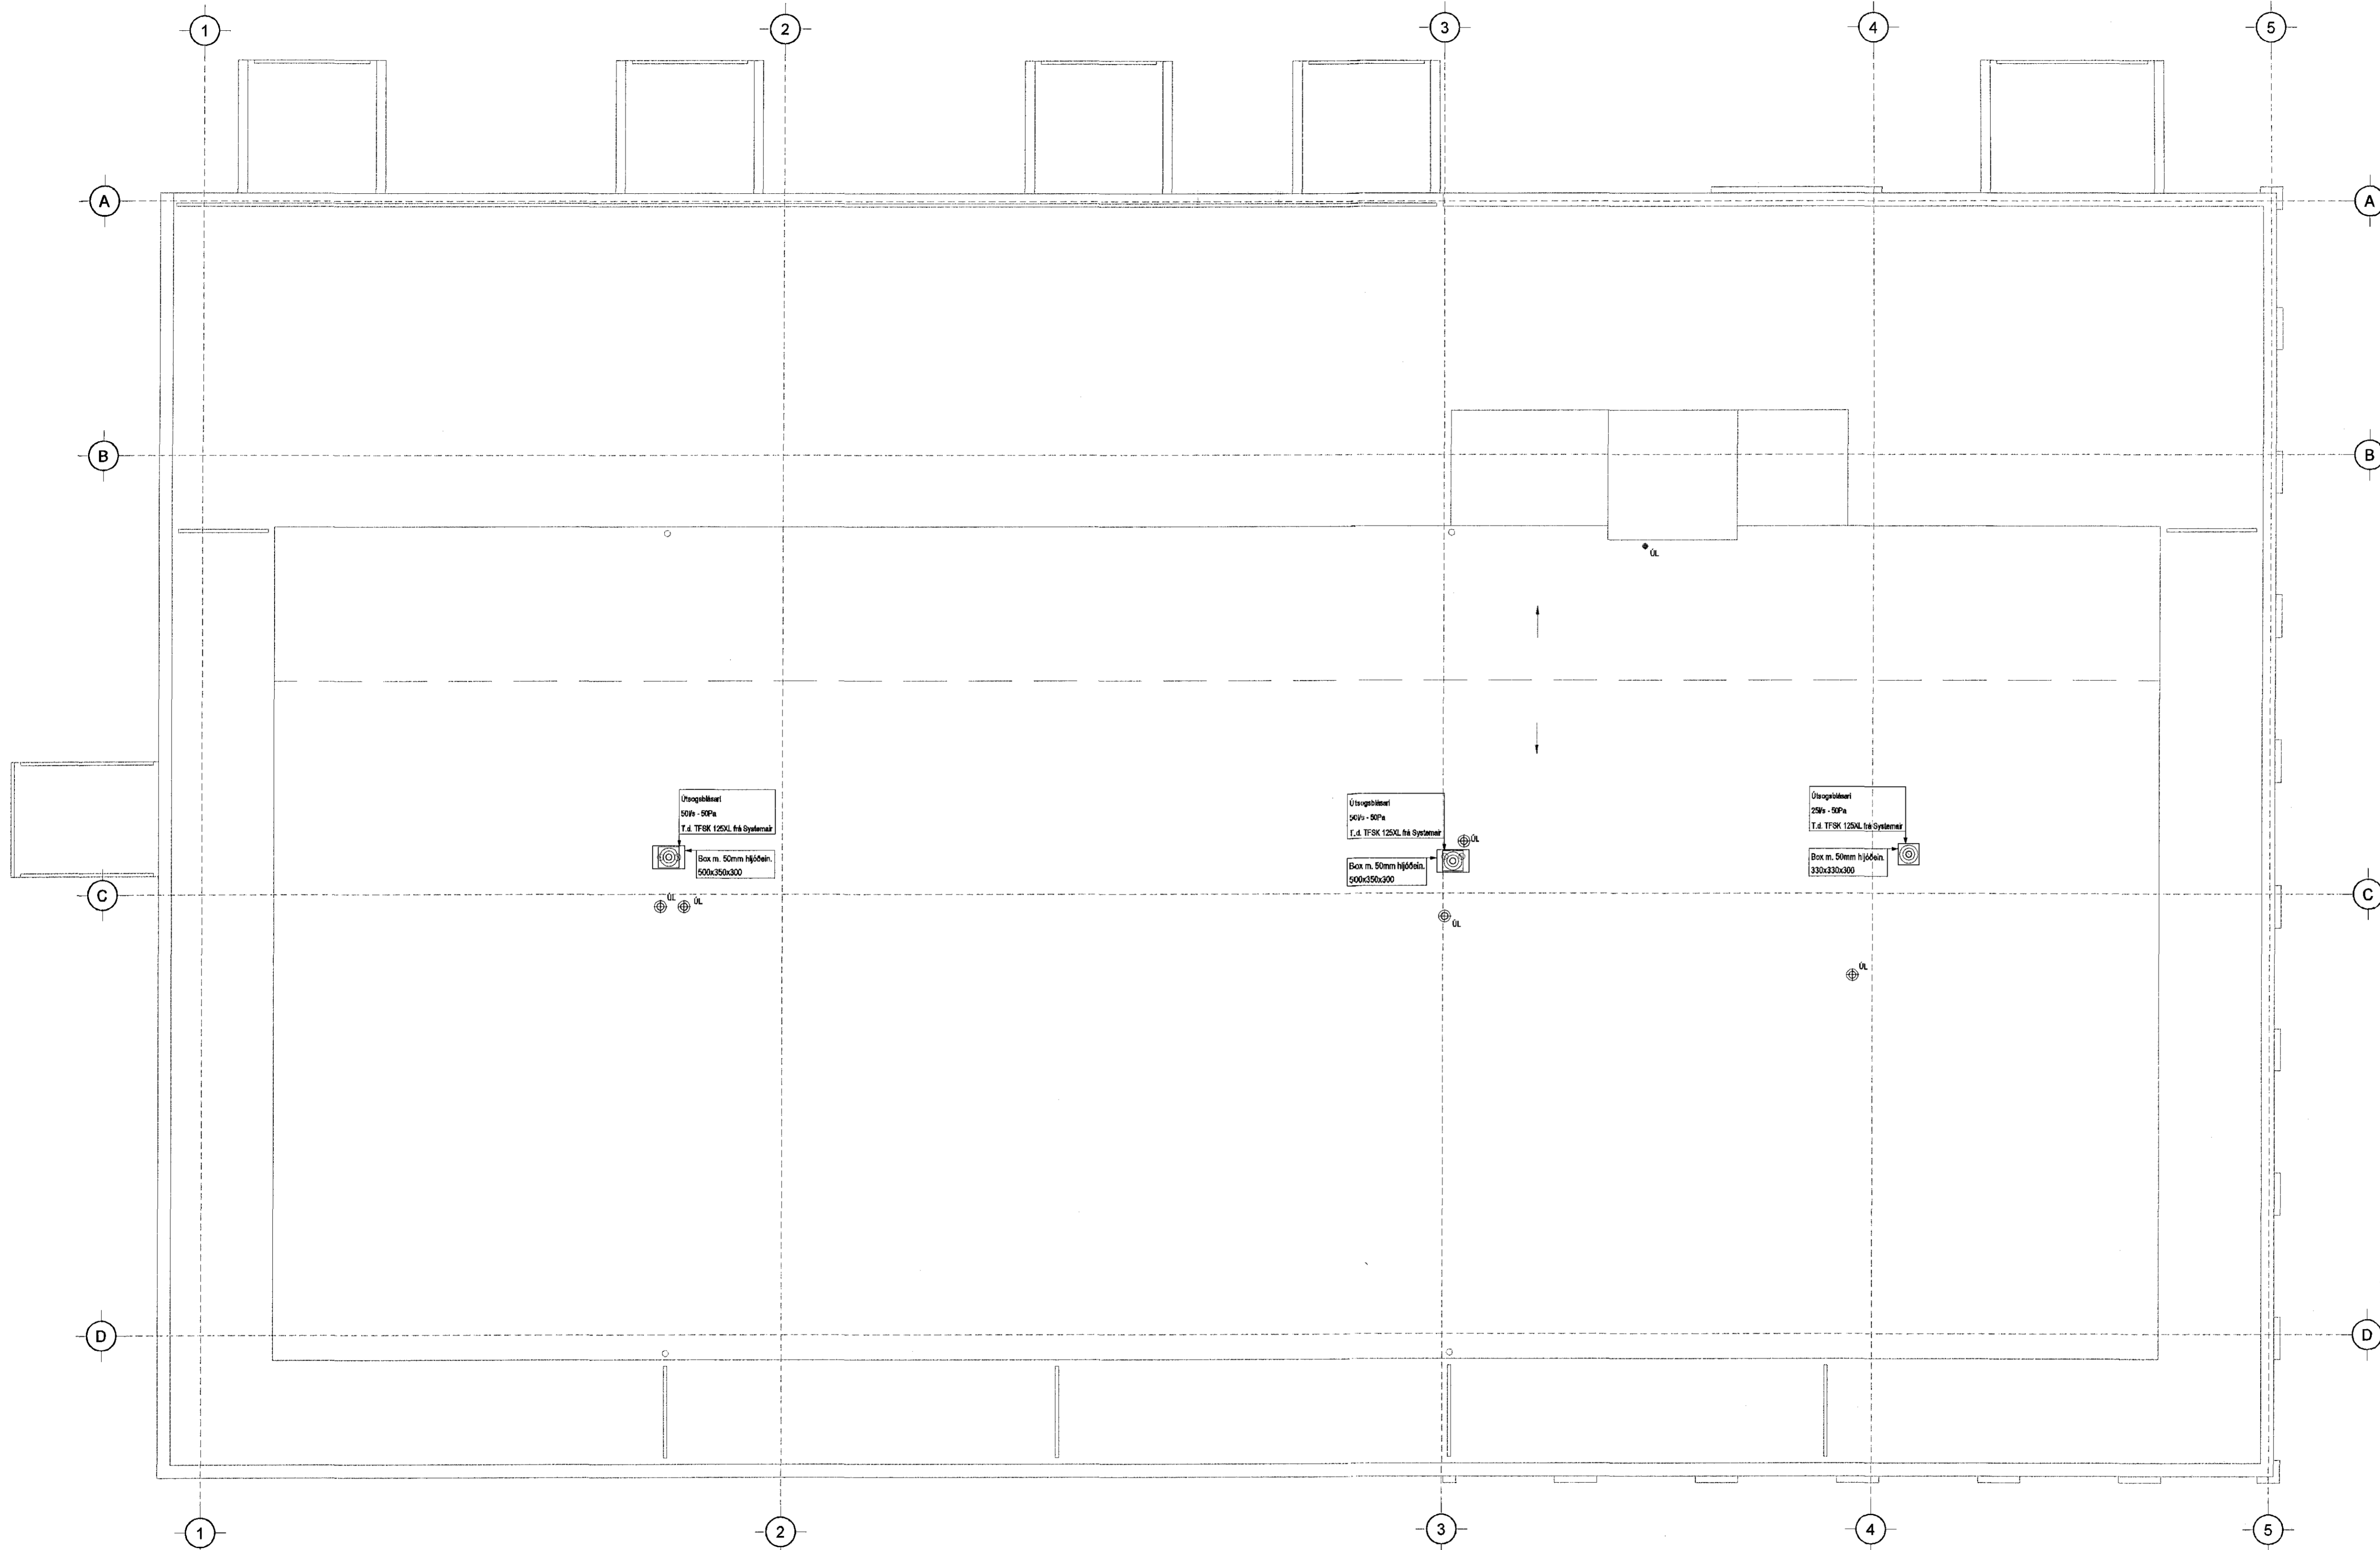 1
2
3
4
5
A
A
B
B
ÚL
Útsogsblásari
50l/s - 50Pa
T.d. TFSK 125XL frá Systemair
Box m. 50mm hljóðein.
500x350x300
Útsogsblásari
50l/s - 50Pa
T.d. TFSK 125XL frá Systemair
Box m. 50mm hljóðein.
500x350x300
ÚL
Útsogsblásari
25l/s - 50Pa
T.d. TFSK 125XL frá Systemair
Box m. 50mm hljóðein.
330x330x300
C
C
ÚL
ÚL
ÚL
ÚL
D
D
1
2
3
4
5